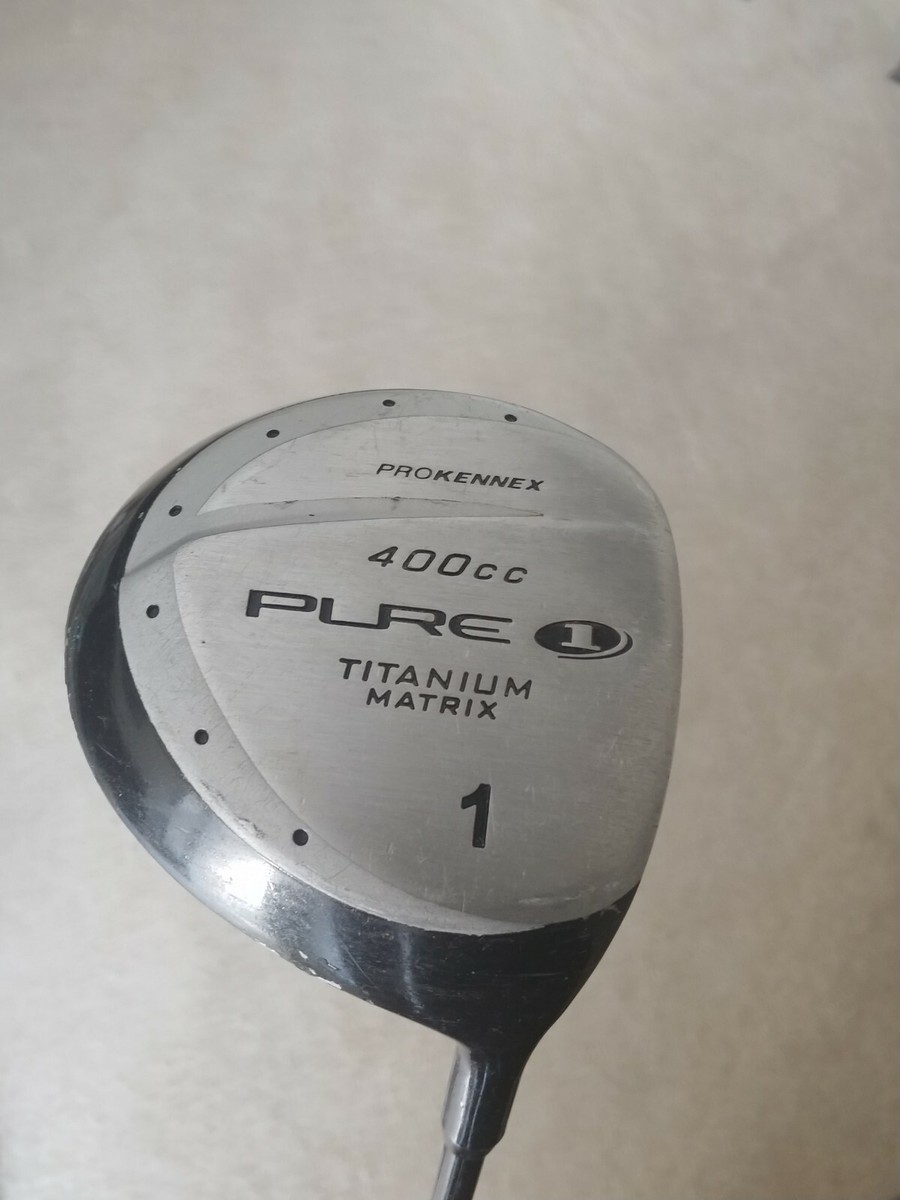 PROKENNEX
400cc
PURE 1
TITANIUM
MATRIX
1